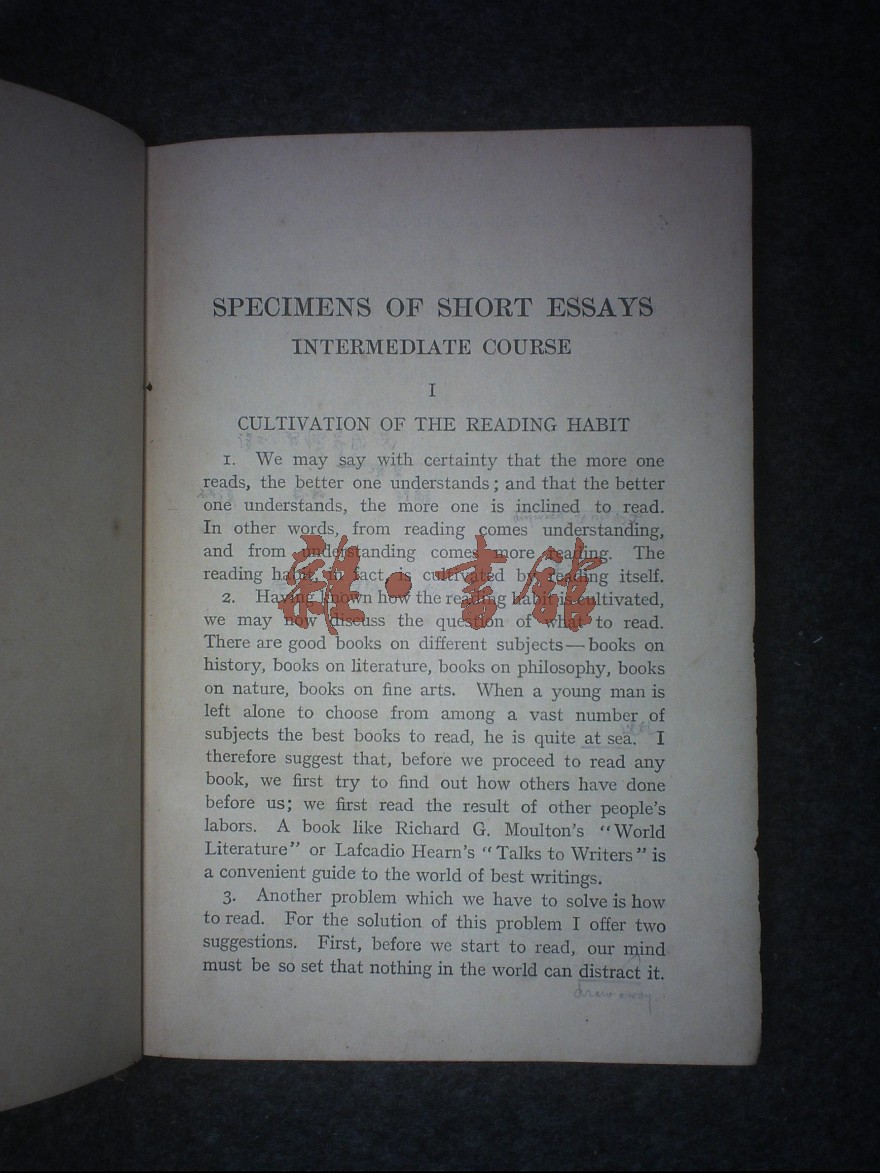 SPECIMENS OF SHORT ESSAYS
INTERMEDIATE COURSE
I
CULTIVATION OF THE READING HABIT
1. We may say with certainty that the more one
reads, the better one understands; and that the better
one understands, the more one is inclined to read.
In other words, from reading comes understanding,
and from understanding comes more reading. The
reading habit, in fact, is cultivated by reading itself.
2. Having known how the reading habit is cultivated,
we may now discuss the question of what to read.
There are good books on different subjects—books on
history, books on literature, books on philosophy, books
on nature, books on fine arts. When a young man is
left alone to choose from among a vast number of
subjects the best books to read, he is quite at sea. I
therefore suggest that, before we proceed to read any
book, we first try to find out how others have done
before us; we first read the result of other people's
labors. A book like Richard G. Moulton's "World
Literature" or Lafcadio Hearn's "Talks to Writers" is
a convenient guide to the world of best writings.
3. Another problem which we have to solve is how
to read. For the solution of this problem I offer two
suggestions. First, before we start to read, our mind
must be so set that nothing in the world can distract it.
draw away